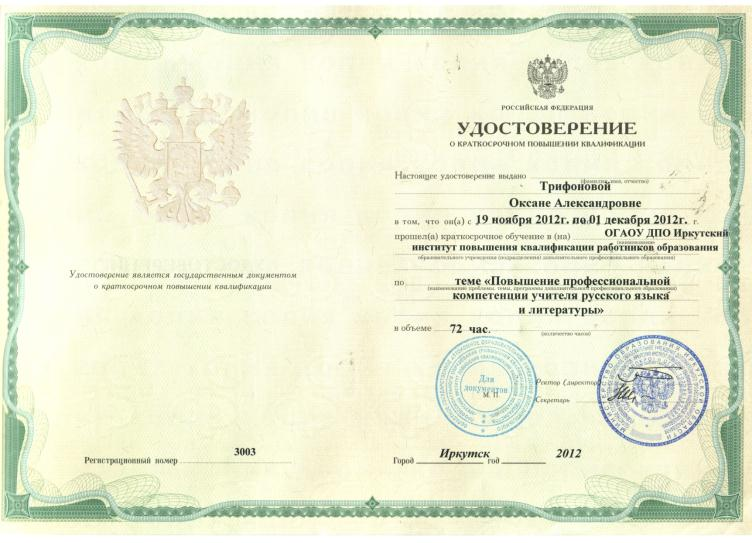 Удостоверение является государственным документом
о краткосрочном повышении квалификации
Регистрационный номер 3003
РОССИЙСКАЯ ФЕДЕРАЦИЯ
УДОСТОВЕРЕНИЕ
О КРАТКОСРОЧНОМ ПОВЫШЕНИИ КВАЛИФИКАЦИИ
Настоящее удостоверение выдано
(фамилия, имя, отчество)
Трифоновой
Оксане Александровне
в том, что он(а) с 19 ноября 2012г. по 01 декабря 2012г. г.
прошел(а) краткосрочное обучение в (на) ОГАОУ ДПО Иркутский
(наименование
институт повышения квалификации работников образования
образовательного учреждения (подразделения) дополнительного профессионального образования)
по теме «Повышение профессиональной
(наименование проблемы, темы, программы дополнительного профессионального образования)
компетенции учителя русского языка
и литературы»
в объеме 72 час.
(количество часов)
Для
документов
М. П.
Ректор (директор)
Секретарь
МИНИСТЕРСТВО ОБРАЗОВАНИЯ ИРКУТСКОЙ ОБЛАСТИ
Город Иркутск год 2012